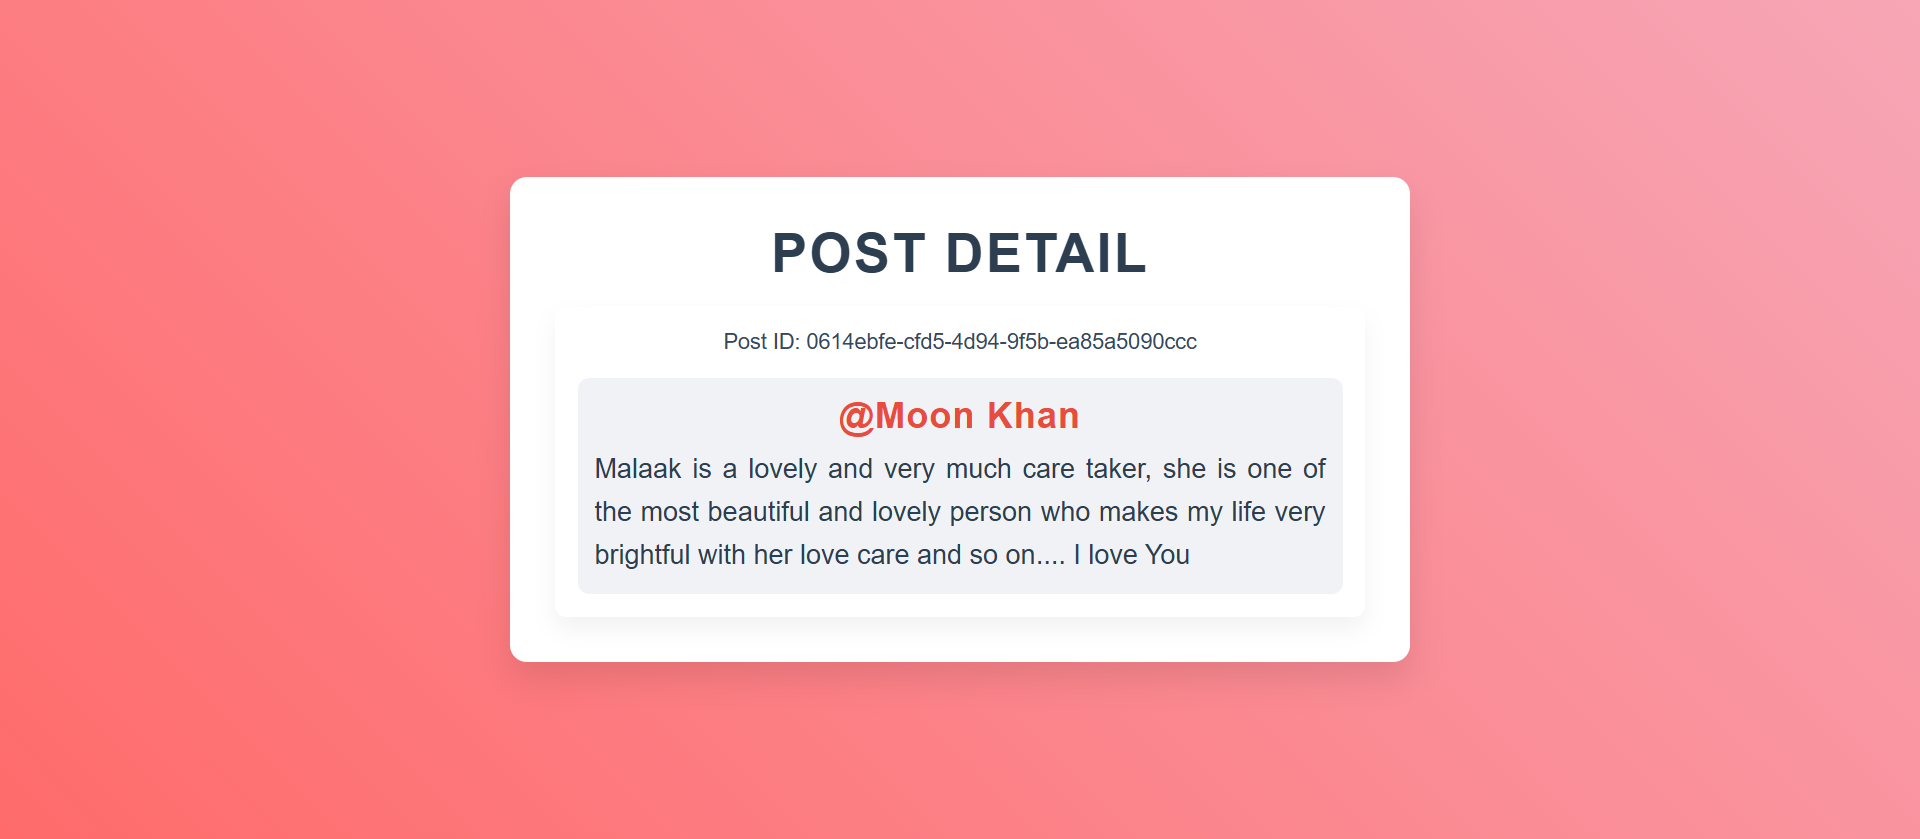 POST DETAIL
Post ID: 0614ebfe-cfd5-4d94-9f5b-ea85a5090ccc
@Moon Khan
Malaak is a lovely and very much care taker, she is one of
the most beautiful and lovely person who makes my life very
brightful with her love care and so on.... I love You